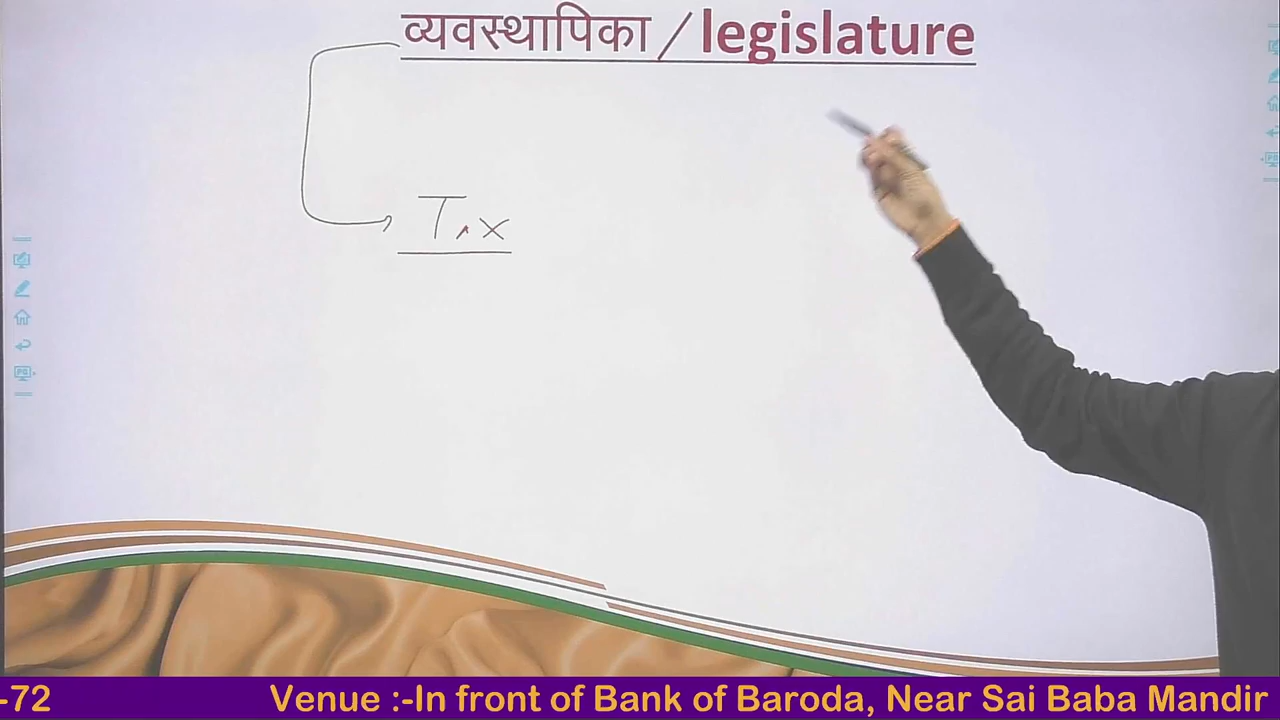 व्यवस्थापिका / legislature
Tax
-72 Venue :-In front of Bank of Baroda, Near Sai Baba Mandir